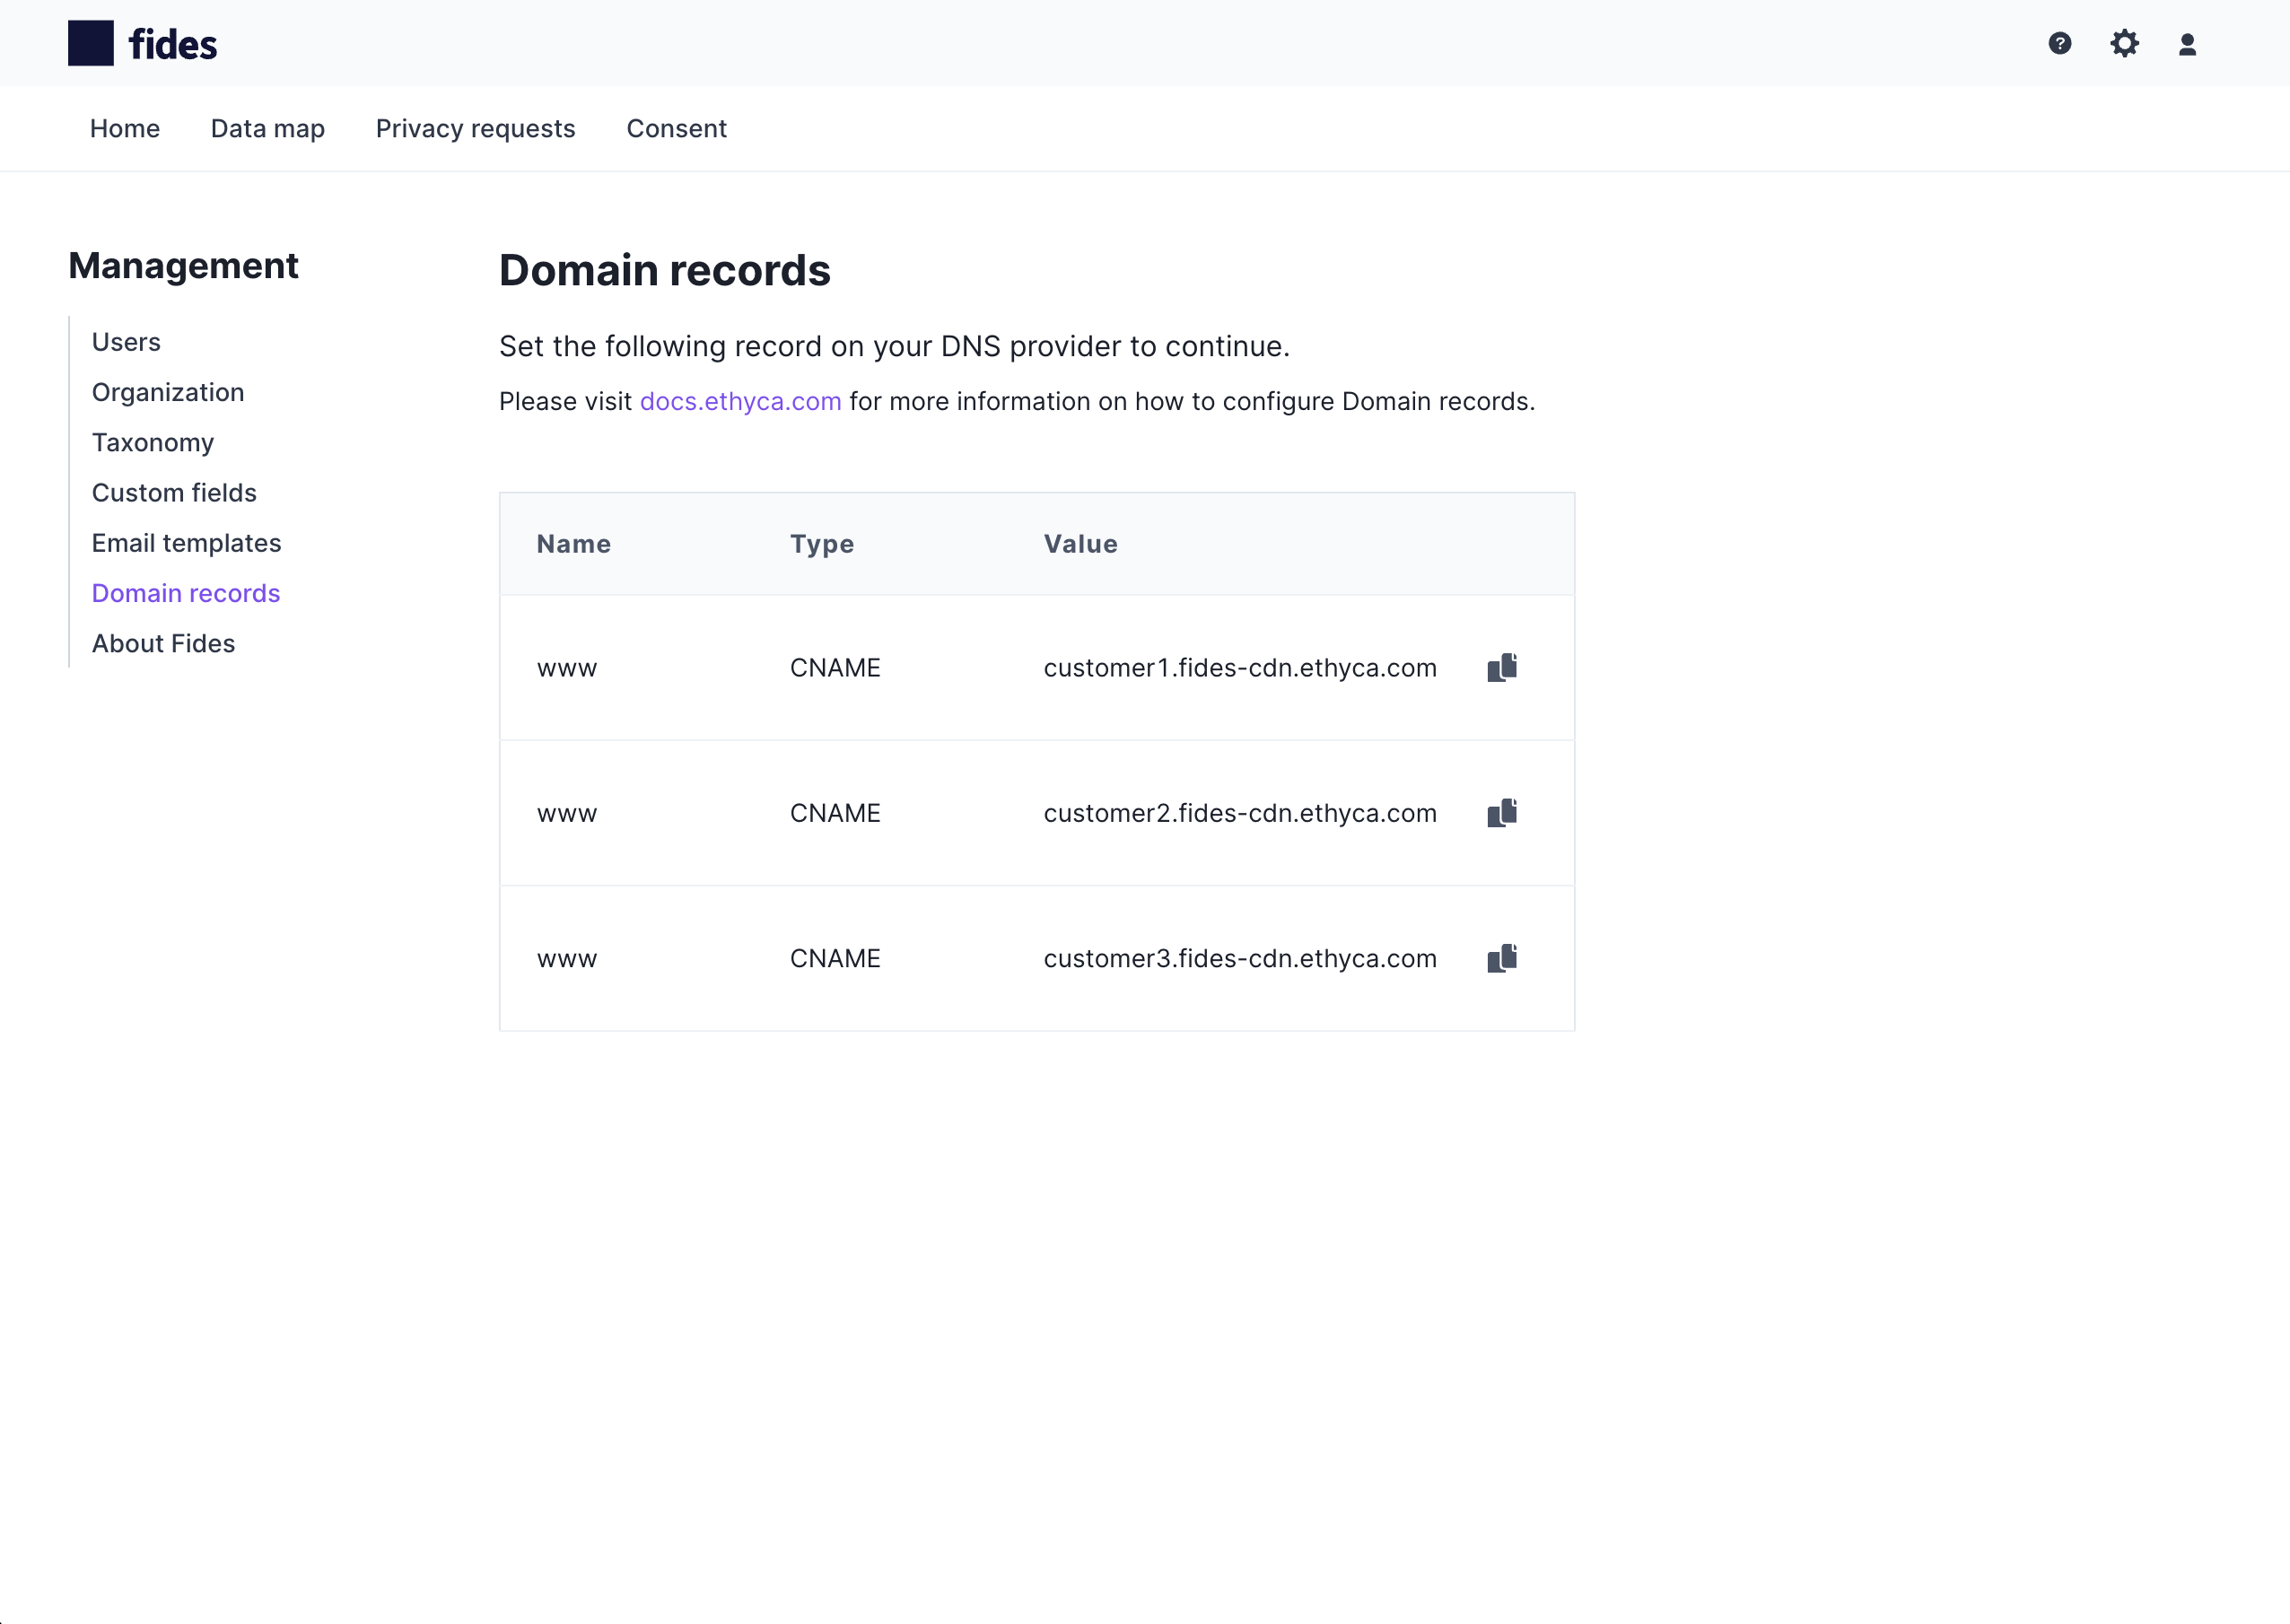 fides
?
Home Data map Privacy requests Consent
Management
Users
Organization
Taxonomy
Custom fields
Email templates
Domain records
About Fides
Domain records
Set the following record on your DNS provider to continue.
Please visit docs.ethyca.com for more information on how to configure Domain records.
Name Type Value
www CNAME customer1.fides-cdn.ethyca.com
www CNAME customer2.fides-cdn.ethyca.com
www CNAME customer3.fides-cdn.ethyca.com